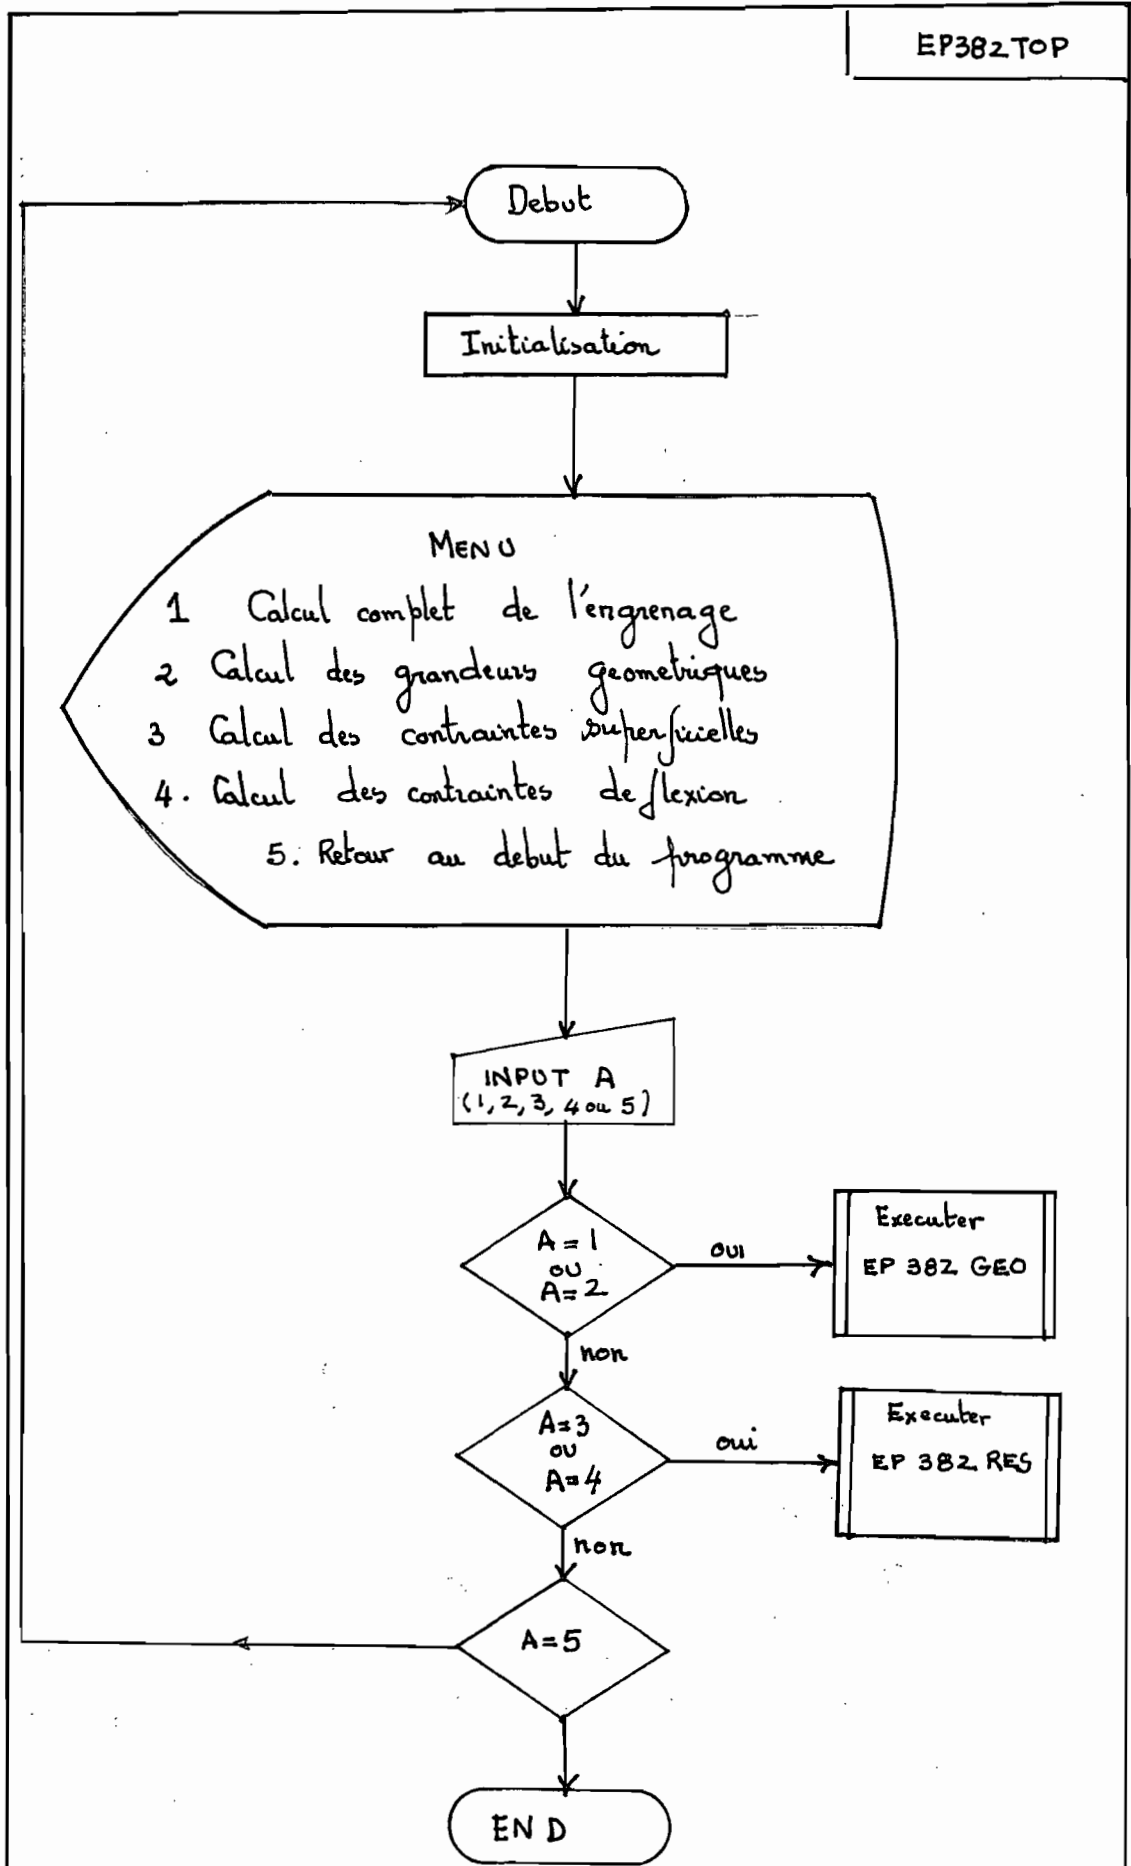 EP382TOP
Debut
Initialisation
MENU
1 Calcul complet de l'engrenage
2 Calcul des grandeurs geometriques
3 Calcul des contraintes superficielles
4. Calcul des contraintes de flexion
5. Retour au debut du programme
INPUT A
(1, 2, 3, 4 ou 5)
A = 1
ou
A = 2
oui
Executer
EP 382 GEO
non
A = 3
ou
A = 4
oui
Executer
EP 382 RES
non
A = 5
END